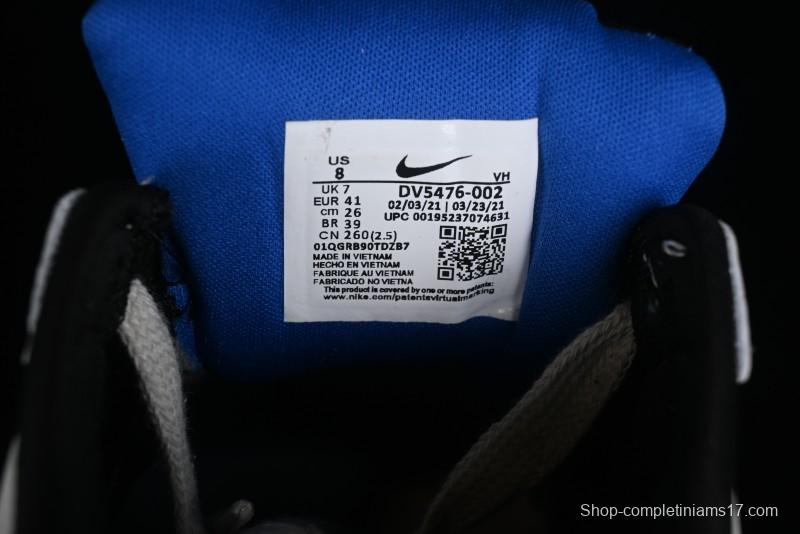 US
8
VH
UK 7
EUR 41
cm 26
BR 39
CN 260(2.5)
DV5476-002
02/03/21 | 03/23/21
UPC 00195237074631
01QGRB90TDZB7
MADE IN VIETNAM
HECHO EN VIETNAM
FABRIQUE AU VIETNAM
FABRICADO NO VIETNA
This product is covered by one or more patents:
www.nike.com/patentsvirtualmarking
Shop-completiniams17.com